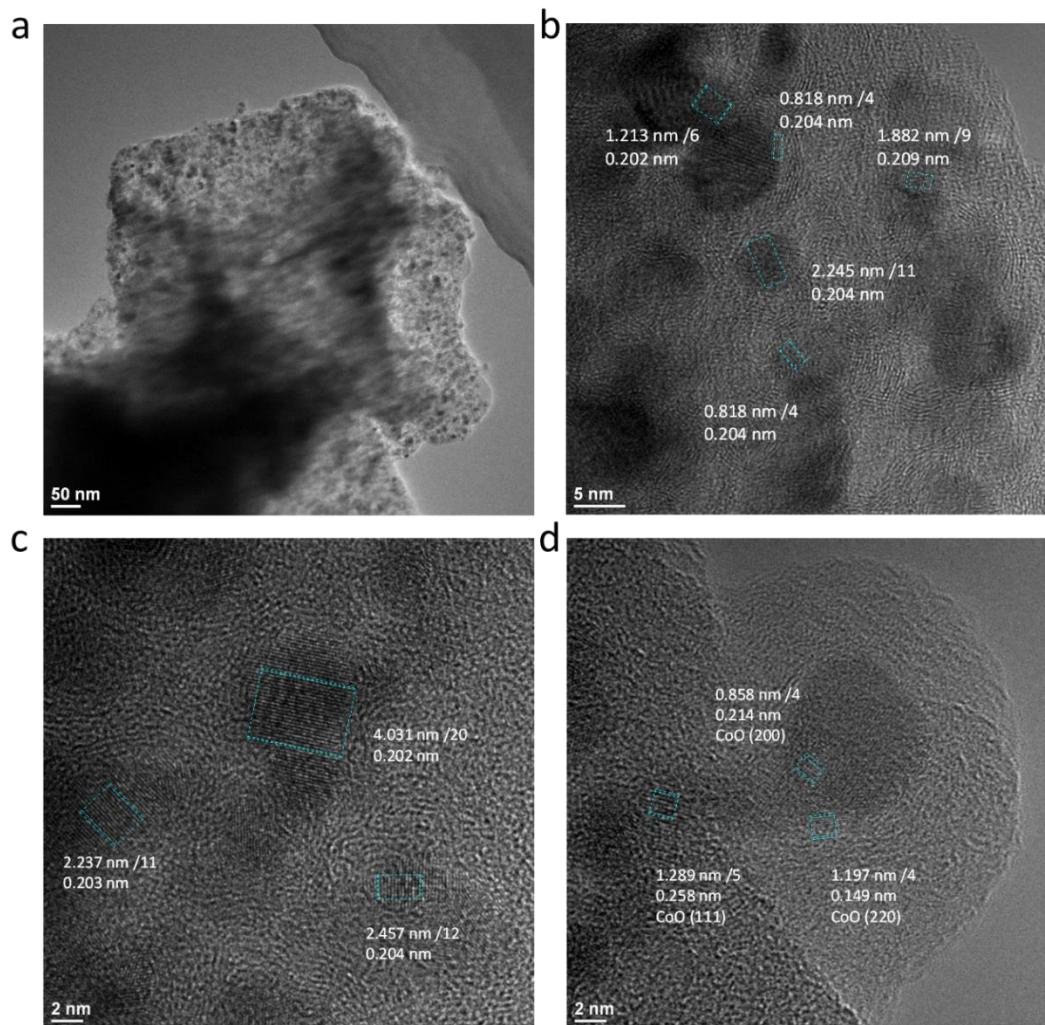 a
50 nm
b
0.818 nm /4
0.204 nm
1.213 nm /6
0.202 nm
1.882 nm /9
0.209 nm
2.245 nm /11
0.204 nm
0.818 nm /4
0.204 nm
5 nm
c
4.031 nm /20
0.202 nm
2.237 nm /11
0.203 nm
2.457 nm /12
0.204 nm
2 nm
d
0.858 nm /4
0.214 nm
CoO (200)
1.289 nm /5
0.258 nm
CoO (111)
1.197 nm /4
0.149 nm
CoO (220)
2 nm